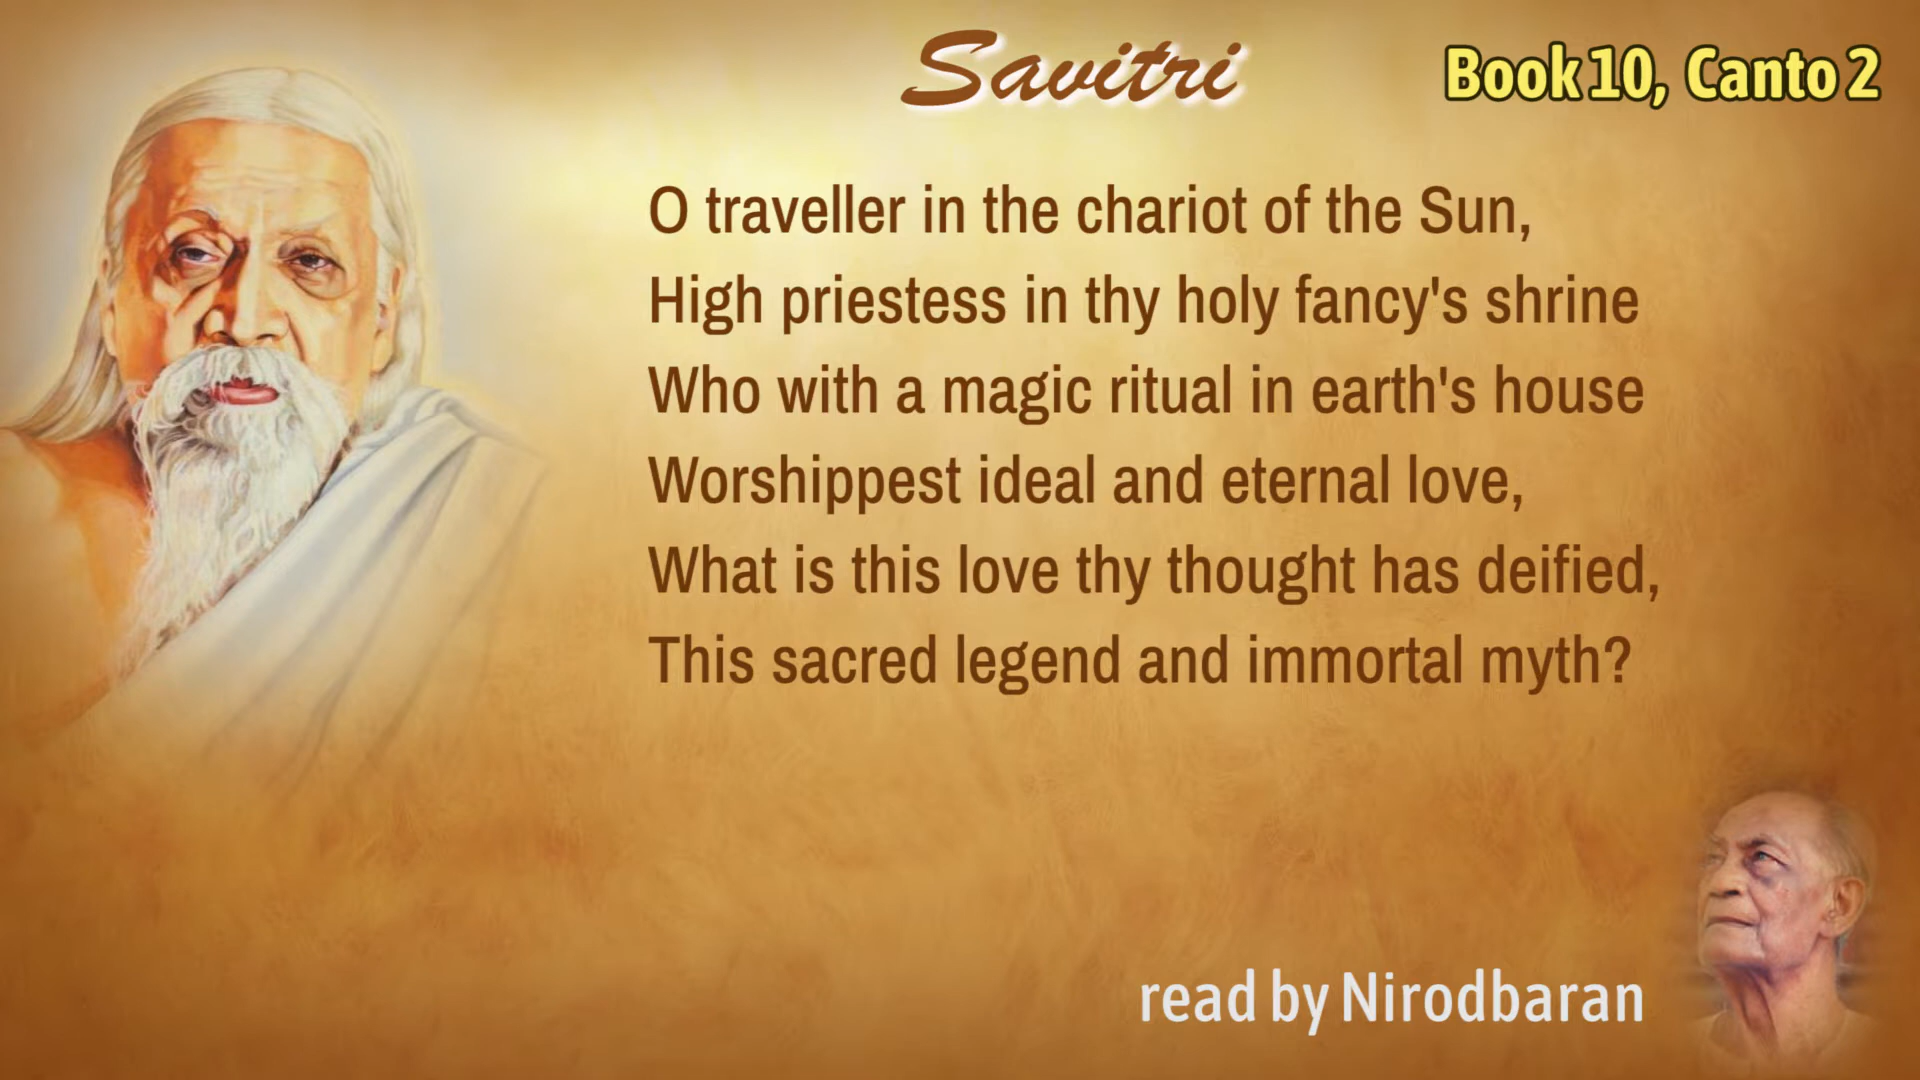 Savitri
Book 10, Canto 2
O traveller in the chariot of the Sun,
High priestess in thy holy fancy's shrine
Who with a magic ritual in earth's house
Worshippest ideal and eternal love,
What is this love thy thought has deified,
This sacred legend and immortal myth?
read by Nirodbaran